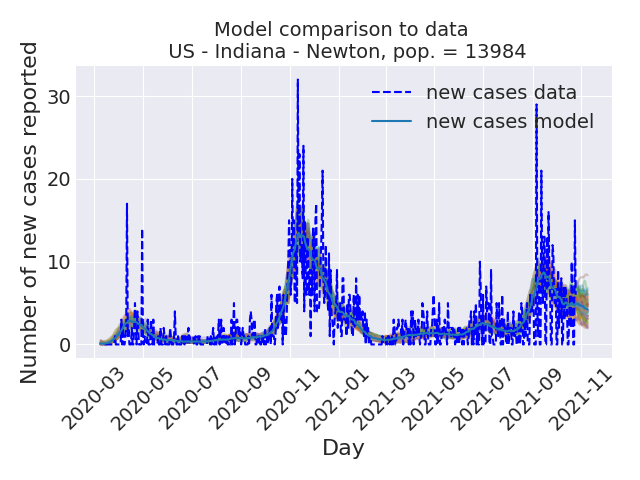 Model comparison to data
US - Indiana - Newton, pop. = 13984
Number of new cases reported
30
20
10
0
new cases data
new cases model
2020-03
2020-05
2020-07
2020-09
2020-11
2021-01
2021-03
2021-05
2021-07
2021-09
2021-11
Day